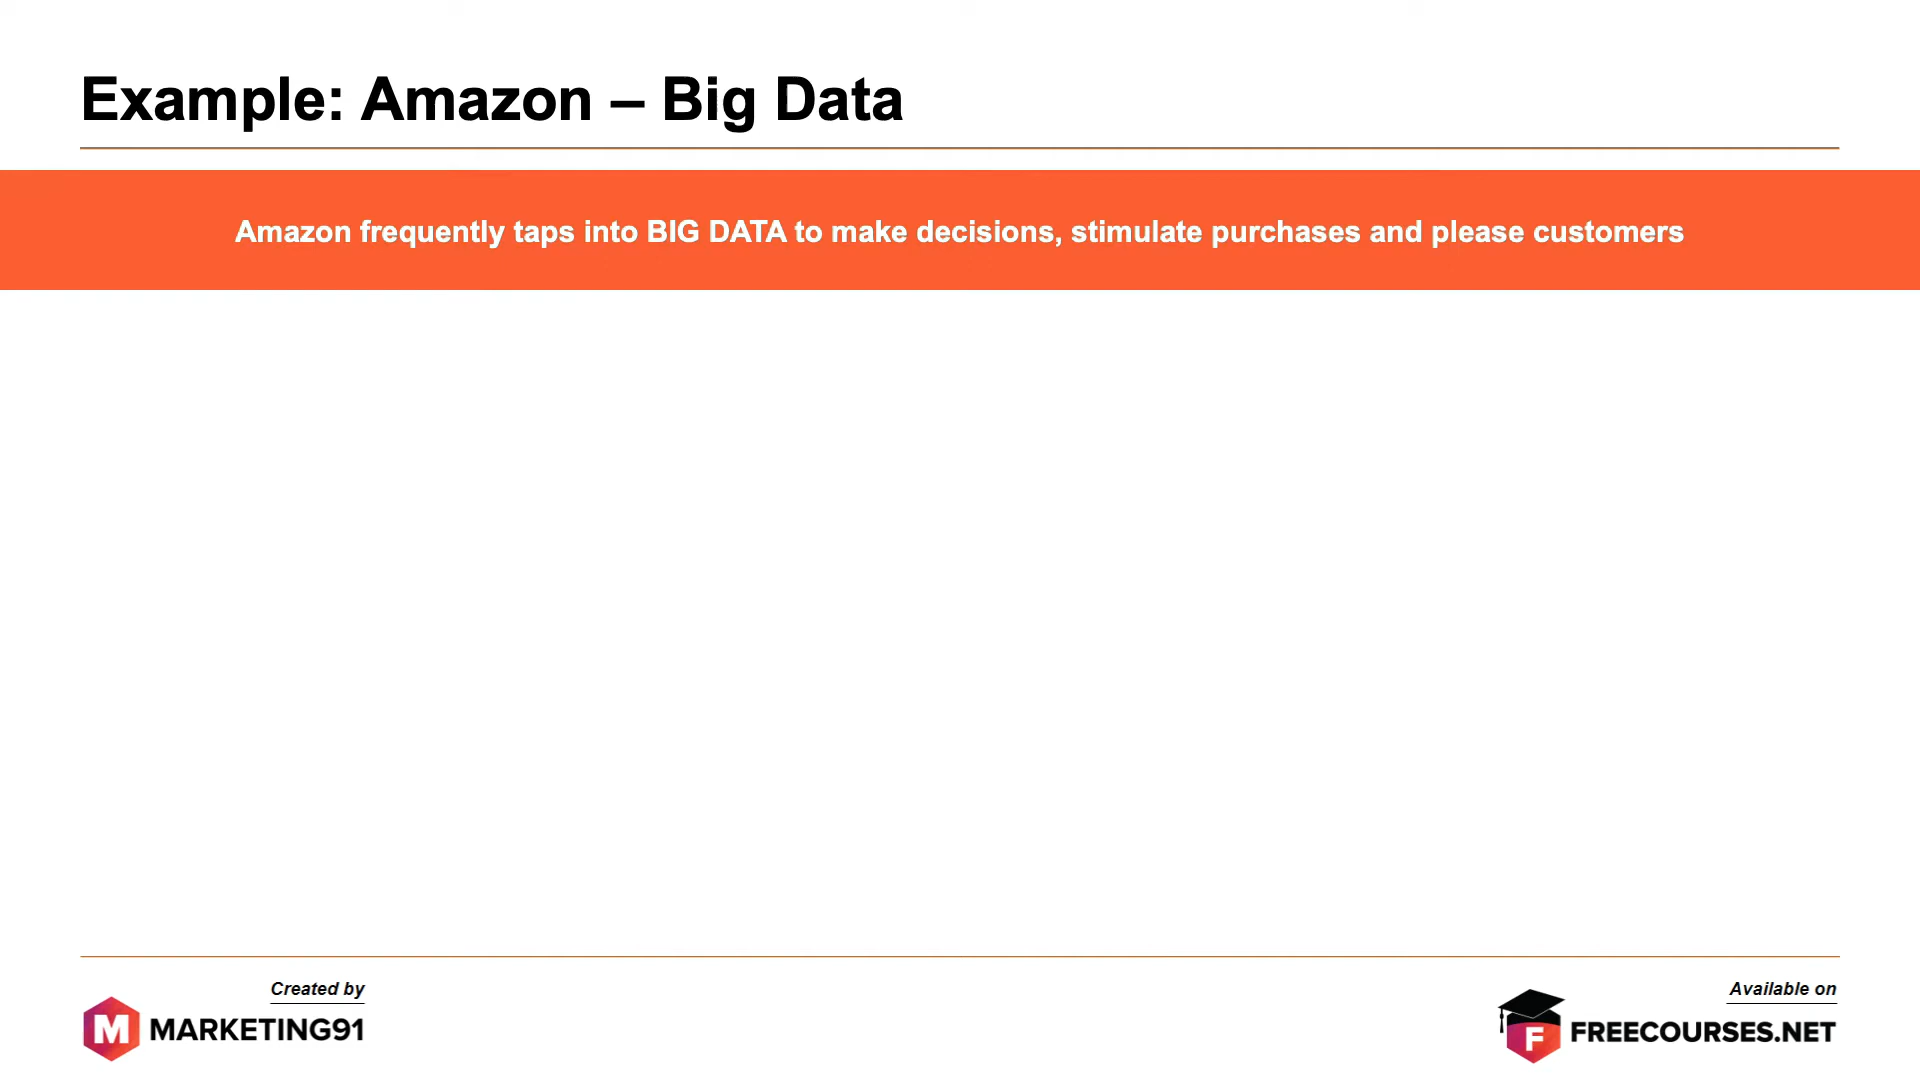 Example: Amazon – Big Data
Amazon frequently taps into BIG DATA to make decisions, stimulate purchases and please customers
Created by
M MARKETING91
Available on
F FREECOURSES.NET